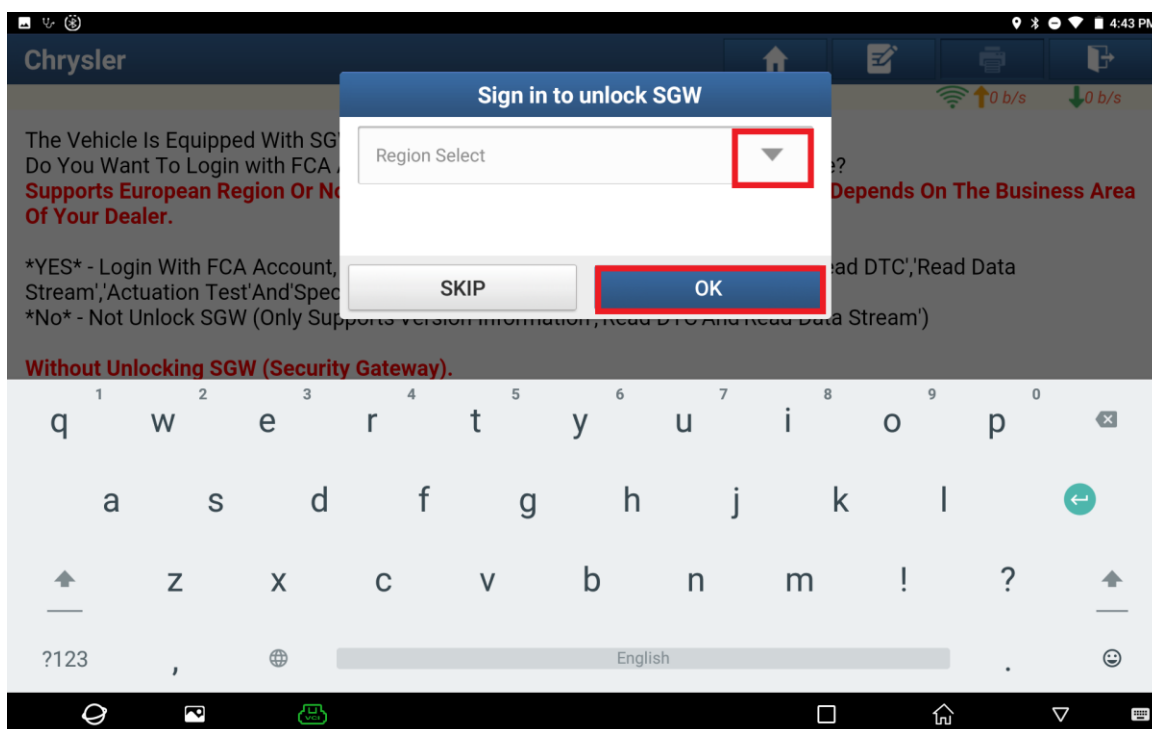 4:43 PM
Chrysler
Sign in to unlock SGW
0 b/s
0 b/s
Region Select
The Vehicle Is Equipped With
Do You Want To Login with FCA
Supports European Region Or Depends On The Business Area
Of Your Dealer.
*YES* - Login With FCA Account, DTC','Read Data
Stream','Actuation Test'And'Spec
SKIP
OK
*No* - Not Unlock SGW (Only Supports Version Information','Read DTC'And'Read Data Stream')
Without Unlocking SGW (Security Gateway).
1 2 3 4 5 6 7 8 9 0
q w e r t y u i o p
a s d f g h j k l
z x c v b n m ! ?
?123 , English .
VCI